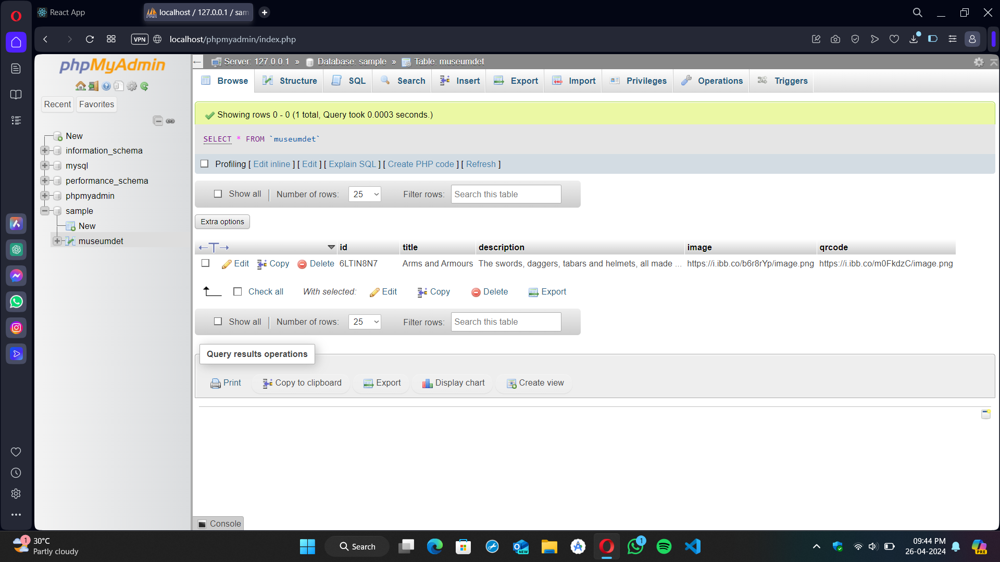 React App
localhost / 127.0.0.1 / sam
VPN
localhost/phpmyadmin/index.php
phpMyAdmin
Recent
Favorites
New
information_schema
mysql
performance_schema
phpmyadmin
sample
New
museumdet
Server: 127.0.0.1 » Database: sample » Table: museumdet
Browse Structure SQL Search Insert Export Import Privileges Operations Triggers
Showing rows 0 - 0 (1 total, Query took 0.0003 seconds.)
SELECT * FROM `museumdet`
Profiling [ Edit inline ] [ Edit ] [ Explain SQL ] [ Create PHP code ] [ Refresh ]
Show all | Number of rows: 25 Filter rows: Search this table
Extra options
←T→ id title description image qrcode
Edit Copy Delete 6LTIN8N7 Arms and Armours The swords, daggers, tabars and helmets, all made ... https://i.ibb.co/b6r8rYp/image.png https://i.ibb.co/m0FkdzC/image.png
Check all With selected: Edit Copy Delete Export
Show all | Number of rows: 25 Filter rows: Search this table
Query results operations
Print Copy to clipboard Export Display chart Create view
Console
1
30°C
Partly cloudy
Search
NEW
1
09:44 PM
26-04-2024
PRE